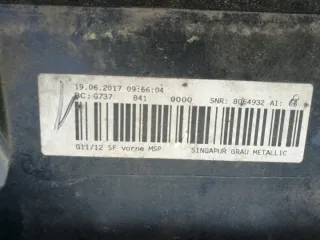 19.06.2017 09:56:04
BC: G737 841 0000 SNR: 8064932 AI:
G11/12 SF vorne MSP SINGAPUR GRAU METALLIC